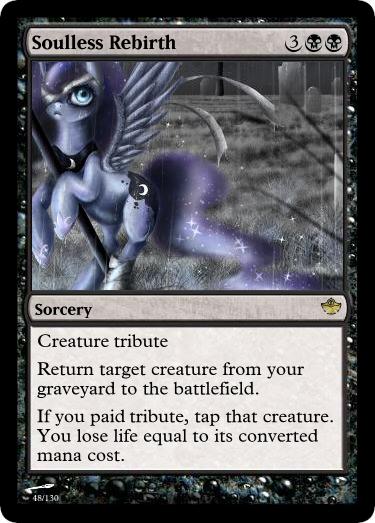 Soulless Rebirth 3
Sorcery
Creature tribute
Return target creature from your
graveyard to the battlefield.
If you paid tribute, tap that creature.
You lose life equal to its converted
mana cost.
48/130